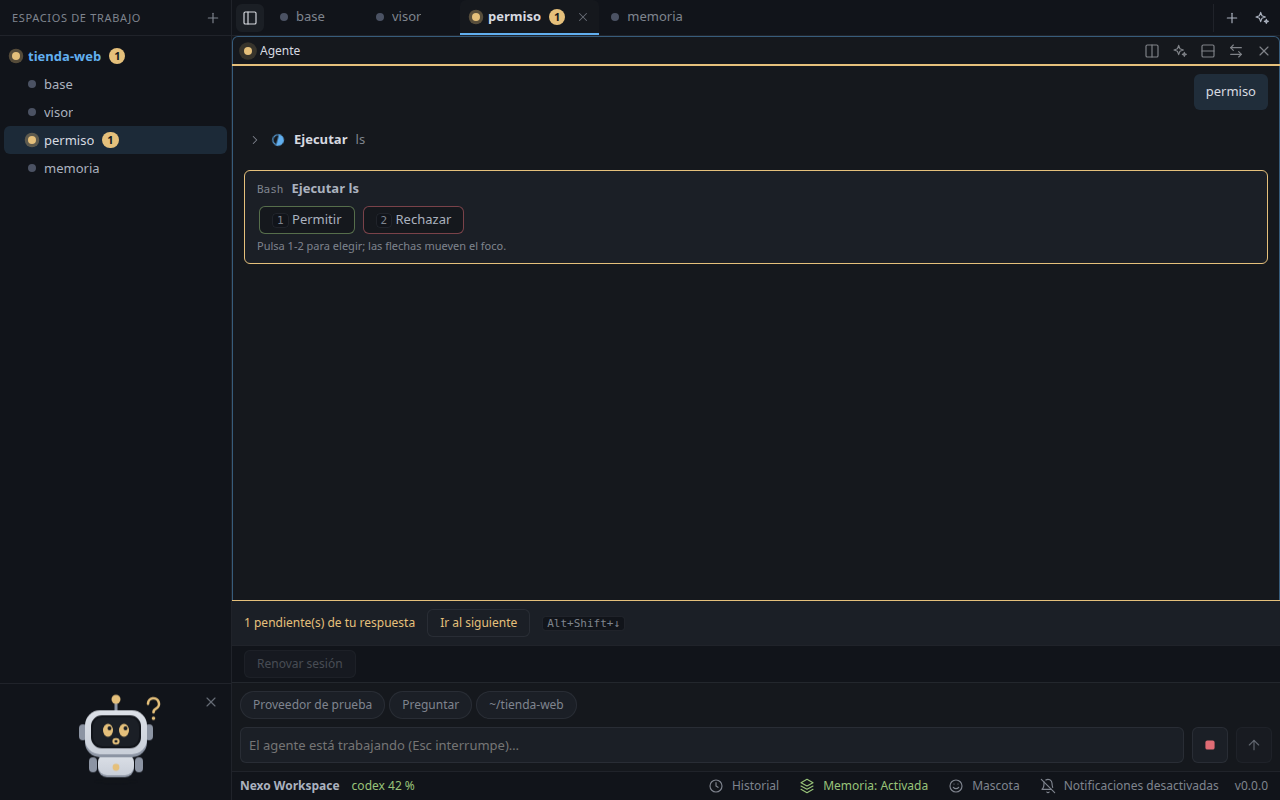 ESPACIOS DE TRABAJO
tienda-web 1
base
visor
permiso 1
memoria
base visor permiso 1 memoria
Agente
permiso
Ejecutar ls
Bash Ejecutar ls
1 Permitir 2 Rechazar
Pulsa 1-2 para elegir; las flechas mueven el foco.
1 pendiente(s) de tu respuesta Ir al siguiente Alt+Shift+↓
Renovar sesión
Proveedor de prueba Preguntar ~/tienda-web
El agente está trabajando (Esc interrumpe)...
?
Nexo Workspace codex 42 % Historial Memoria: Activada Mascota Notificaciones desactivadas v0.0.0